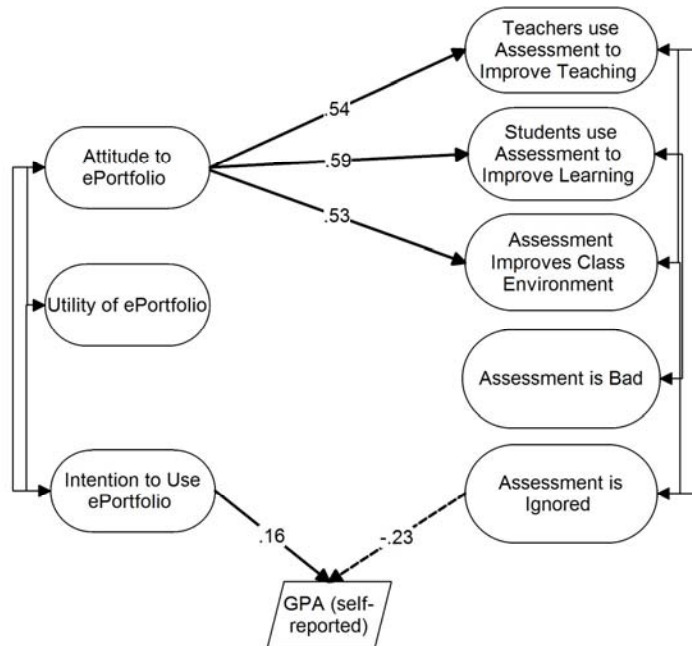 Teachers use
Assessment to
Improve Teaching
.54
Attitude to
ePortfolio
.59
Students use
Assessment to
Improve Learning
.53
Assessment
Improves Class
Environment
Utility of ePortfolio
Assessment is Bad
Intention to Use
ePortfolio
Assessment is
Ignored
.16
-.23
GPA (self-
reported)